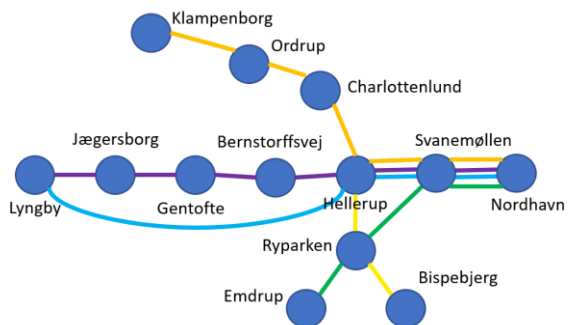 Klampenborg
Ordrup
Charlottenlund
Jægersborg
Bernstorffsvej
Svanemøllen
Lyngby
Gentofte
Hellerup
Nordhavn
Ryparken
Bispebjerg
Emdrup